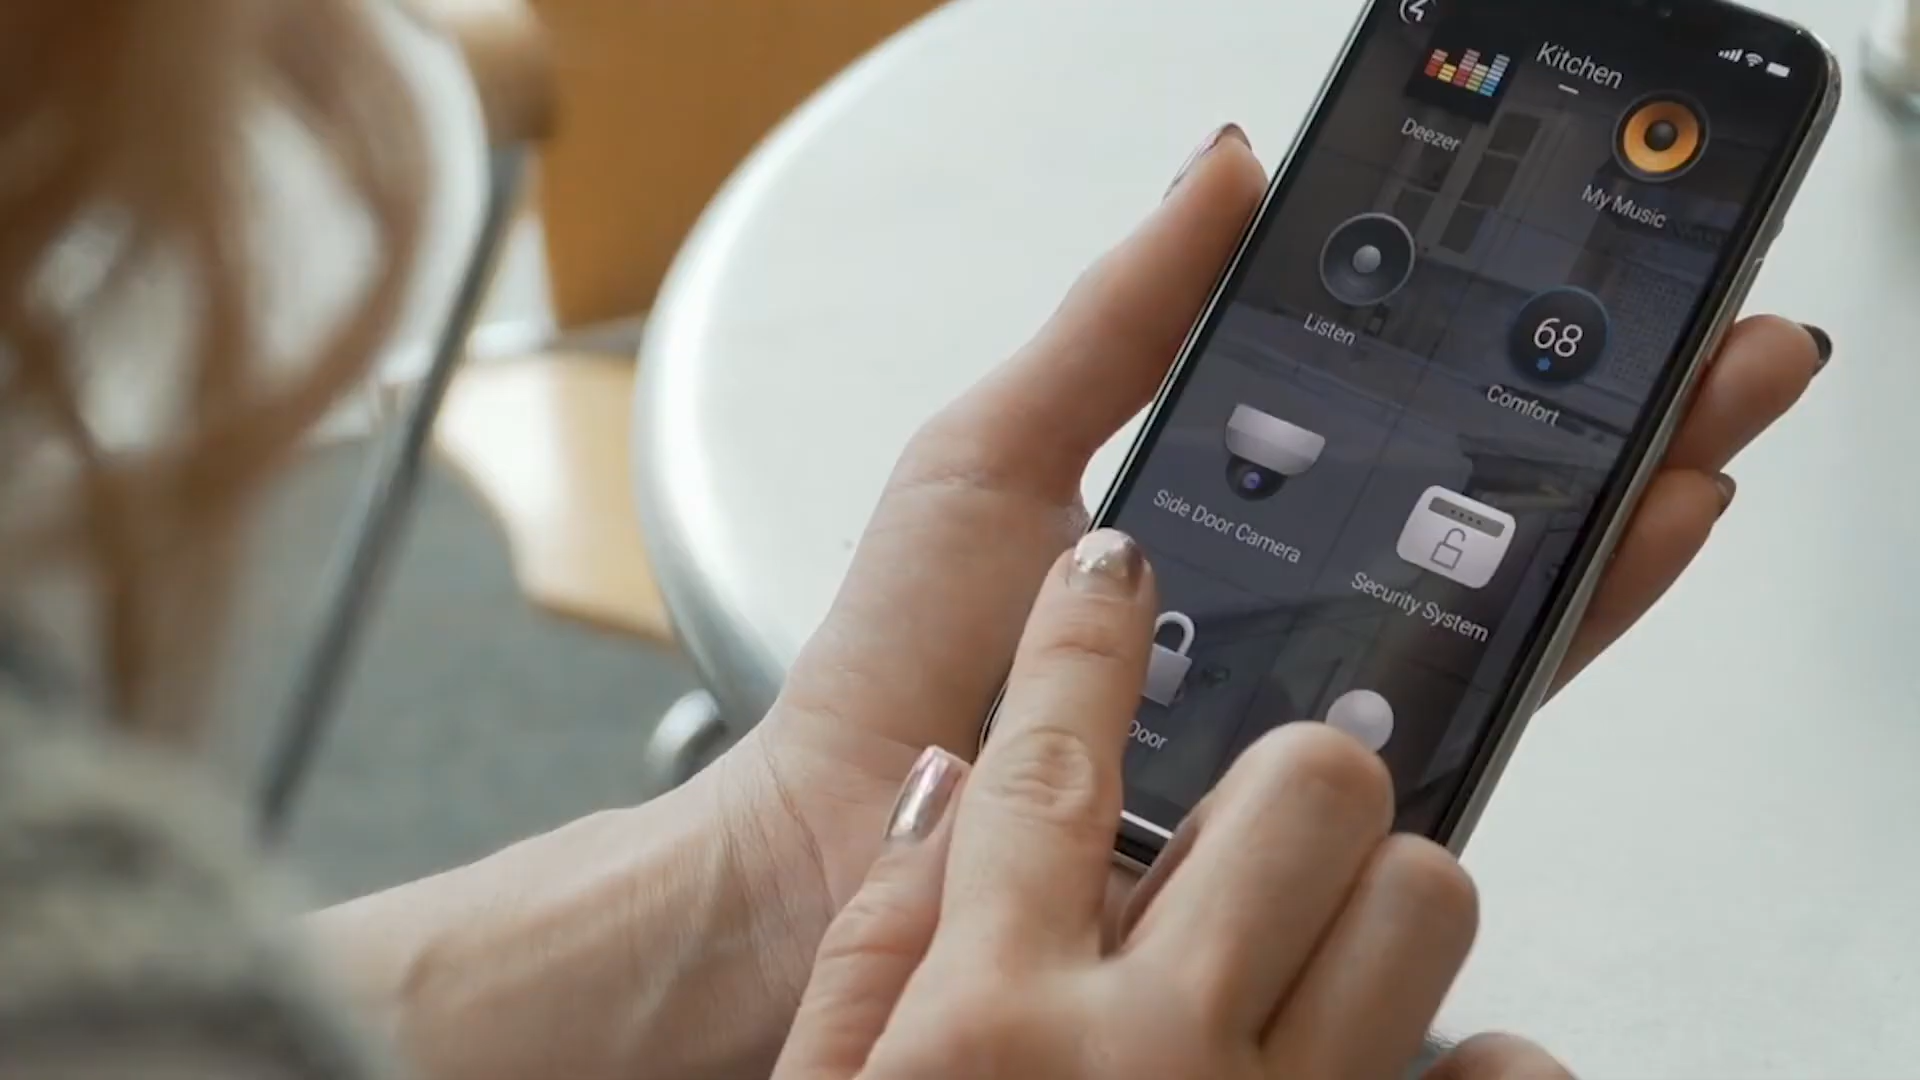 Kitchen
Deezer
My Music
Listen
68
Comfort
Side Door Camera
Security System
Door